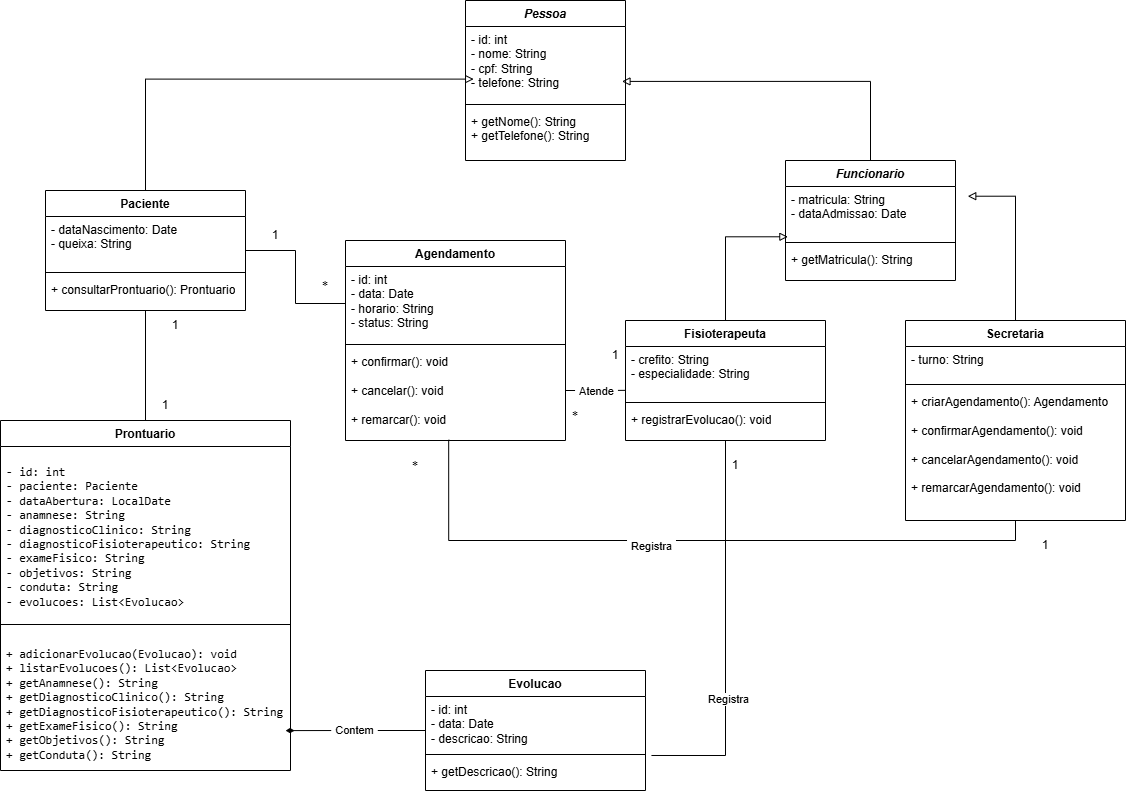 Pessoa
- id: int
- nome: String
- cpf: String
- telefone: String
+ getNome(): String
+ getTelefone(): String
Funcionario
- matricula: String
- dataAdmissao: Date
+ getMatricula(): String
Paciente
- dataNascimento: Date
- queixa: String
+ consultarProntuario(): Prontuario
1
*
1
1
Agendamento
- id: int
- data: Date
- horario: String
- status: String
+ confirmar(): void
+ cancelar(): void
+ remarcar(): void
1
Atende
*
*
Fisioterapeuta
- crefito: String
- especialidade: String
+ registrarEvolucao(): void
1
Secretaria
- turno: String
+ criarAgendamento(): Agendamento
+ confirmarAgendamento(): void
+ cancelarAgendamento(): void
+ remarcarAgendamento(): void
1
Registra
Prontuario
- id: int
- paciente: Paciente
- dataAbertura: LocalDate
- anamnese: String
- diagnosticoClinico: String
- diagnosticoFisioterapeutico: String
- exameFisico: String
- objetivos: String
- conduta: String
- evolucoes: List<Evolucao>
+ adicionarEvolucao(Evolucao): void
+ listarEvolucoes(): List<Evolucao>
+ getAnamnese(): String
+ getDiagnosticoClinico(): String
+ getDiagnosticoFisioterapeutico(): String
+ getExameFisico(): String
+ getObjetivos(): String
+ getConduta(): String
Contem
Evolucao
- id: int
- data: Date
- descricao: String
+ getDescricao(): String
Registra